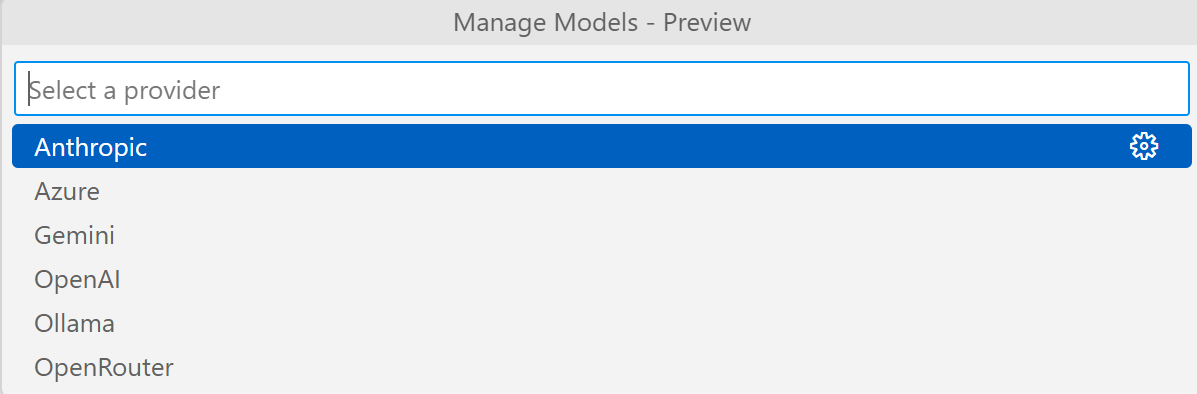 Manage Models - Preview
Select a provider
Anthropic
Azure
Gemini
OpenAI
Ollama
OpenRouter